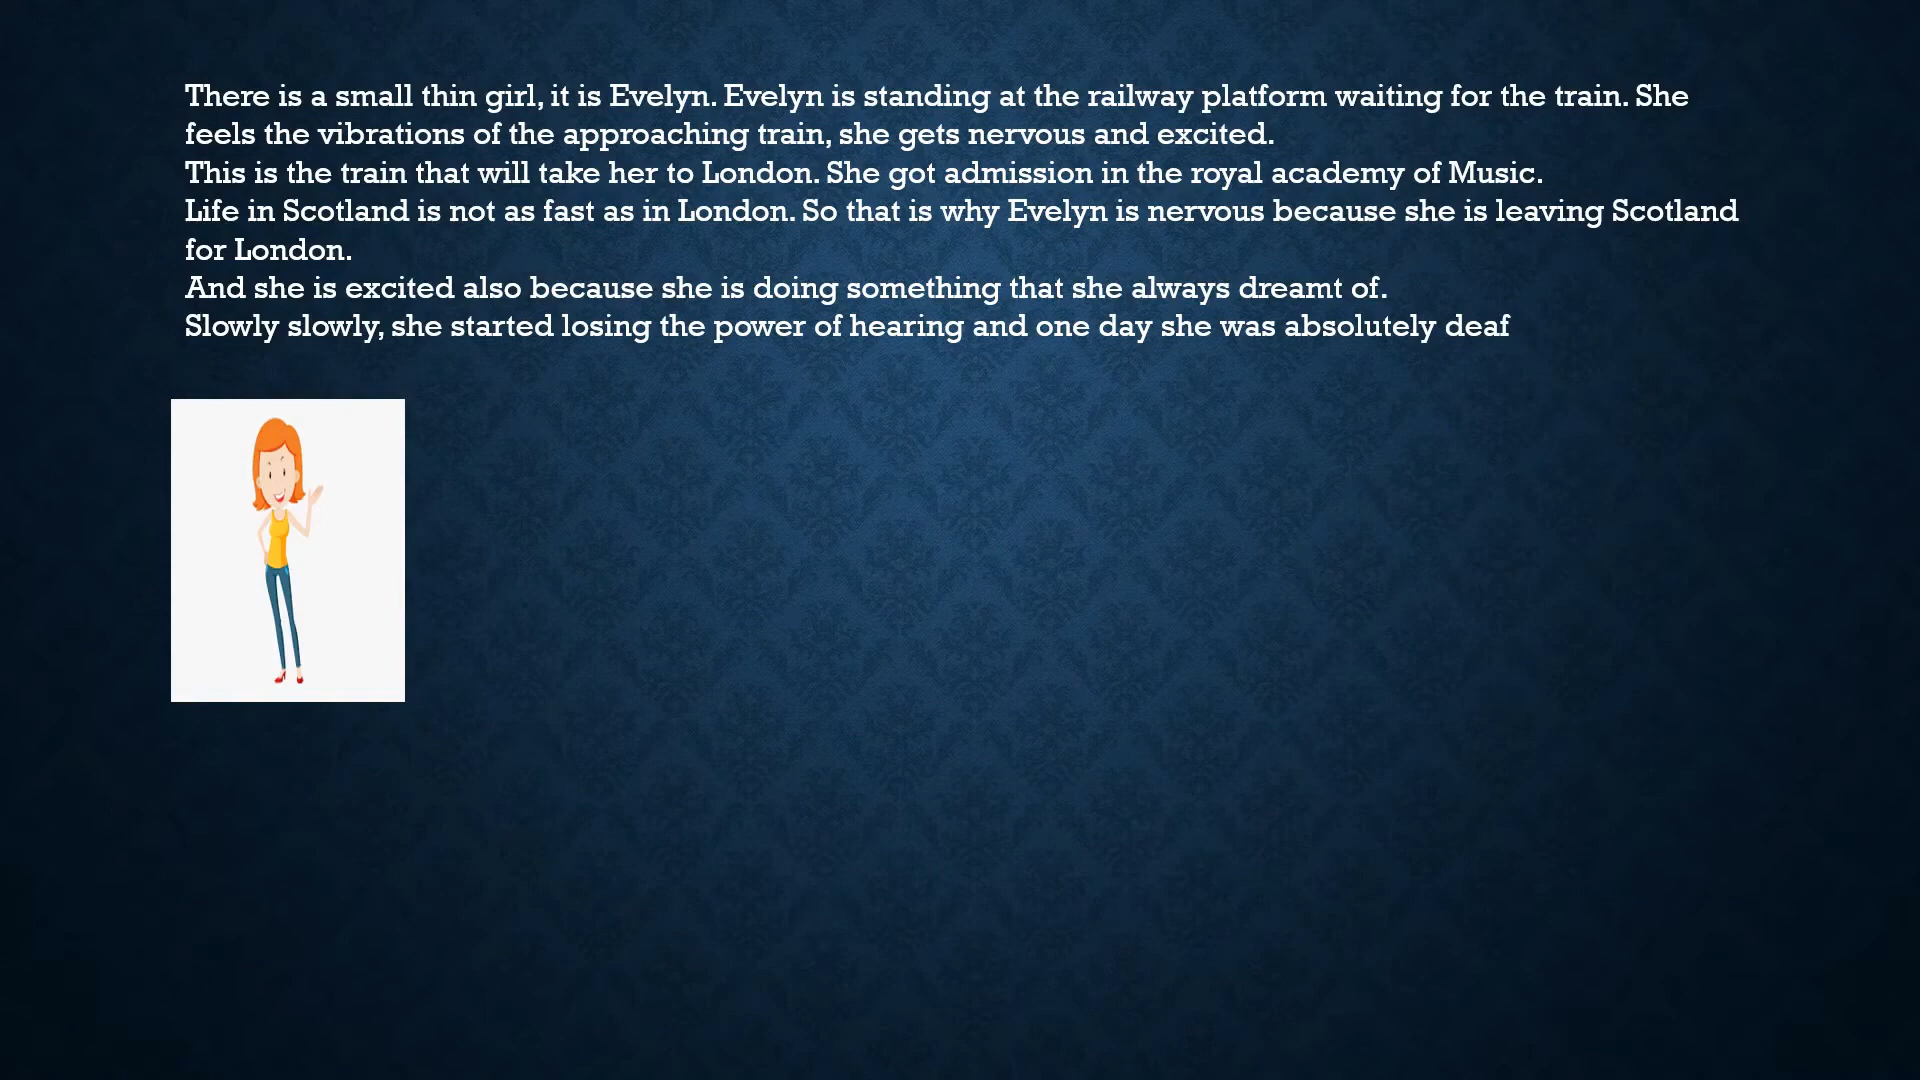 There is a small thin girl, it is Evelyn. Evelyn is standing at the railway platform waiting for the train. She
feels the vibrations of the approaching train, she gets nervous and excited.
This is the train that will take her to London. She got admission in the royal academy of Music.
Life in Scotland is not as fast as in London. So that is why Evelyn is nervous because she is leaving Scotland
for London.
And she is excited also because she is doing something that she always dreamt of.
Slowly slowly, she started losing the power of hearing and one day she was absolutely deaf